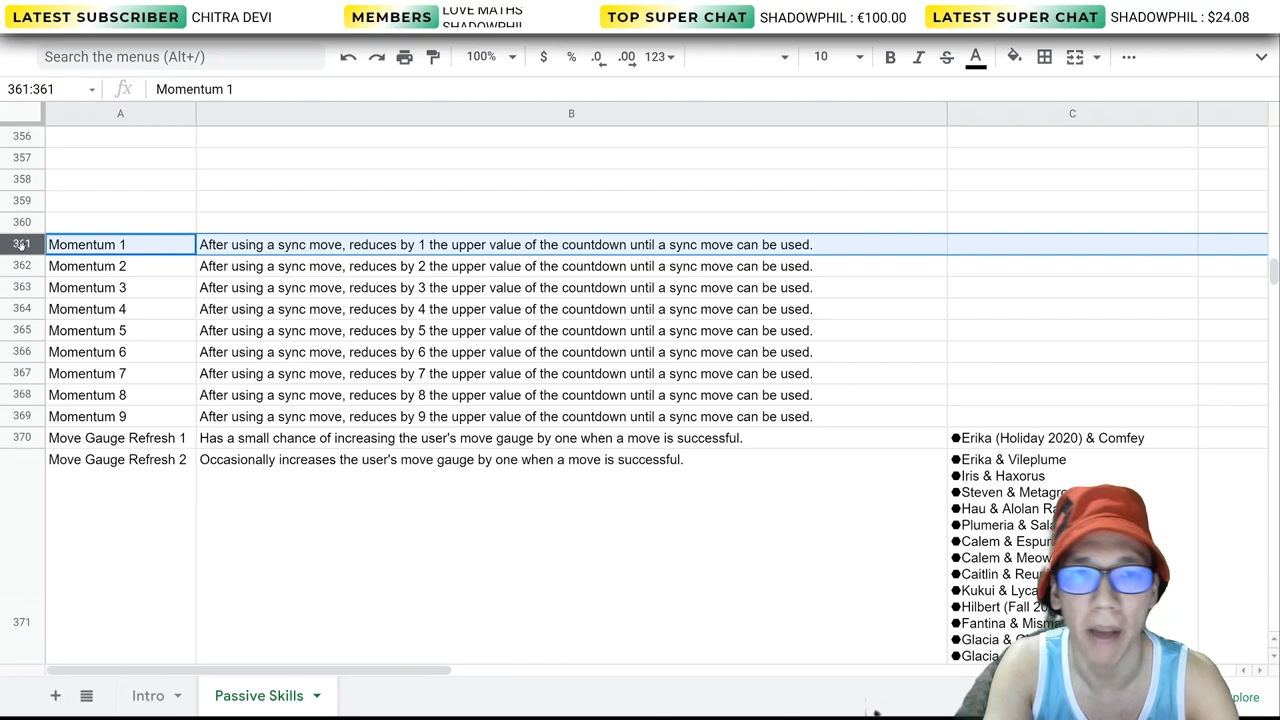 LATEST SUBSCRIBER CHITRA DEVI
MEMBERS LOVE MATHS
SHADOWPHIL
TOP SUPER CHAT SHADOWPHIL : €100.00
LATEST SUPER CHAT SHADOWPHIL : $24.08
Search the menus (Alt+/)
100% $ % .0 .00 123 10 B I S A
361:361 fx Momentum 1
A B C
356
357
358
359
360
361 Momentum 1 After using a sync move, reduces by 1 the upper value of the countdown until a sync move can be used.
362 Momentum 2 After using a sync move, reduces by 2 the upper value of the countdown until a sync move can be used.
363 Momentum 3 After using a sync move, reduces by 3 the upper value of the countdown until a sync move can be used.
364 Momentum 4 After using a sync move, reduces by 4 the upper value of the countdown until a sync move can be used.
365 Momentum 5 After using a sync move, reduces by 5 the upper value of the countdown until a sync move can be used.
366 Momentum 6 After using a sync move, reduces by 6 the upper value of the countdown until a sync move can be used.
367 Momentum 7 After using a sync move, reduces by 7 the upper value of the countdown until a sync move can be used.
368 Momentum 8 After using a sync move, reduces by 8 the upper value of the countdown until a sync move can be used.
369 Momentum 9 After using a sync move, reduces by 9 the upper value of the countdown until a sync move can be used.
370 Move Gauge Refresh 1 Has a small chance of increasing the user's move gauge by one when a move is successful. ●Erika (Holiday 2020) & Comfey
Move Gauge Refresh 2 Occasionally increases the user's move gauge by one when a move is successful. ●Erika & Vileplume
●Iris & Haxorus
●Steven & Metagr
●Hau & Alolan Ra
●Plumeria & Sala
●Calem & Espur
●Calem & Meow
●Caitlin & Reu
●Kukui & Lyca
●Hilbert (Fall 20
371 ●Fantina & Misma
●Glacia &
●Glacia
+ Intro Passive Skills plore